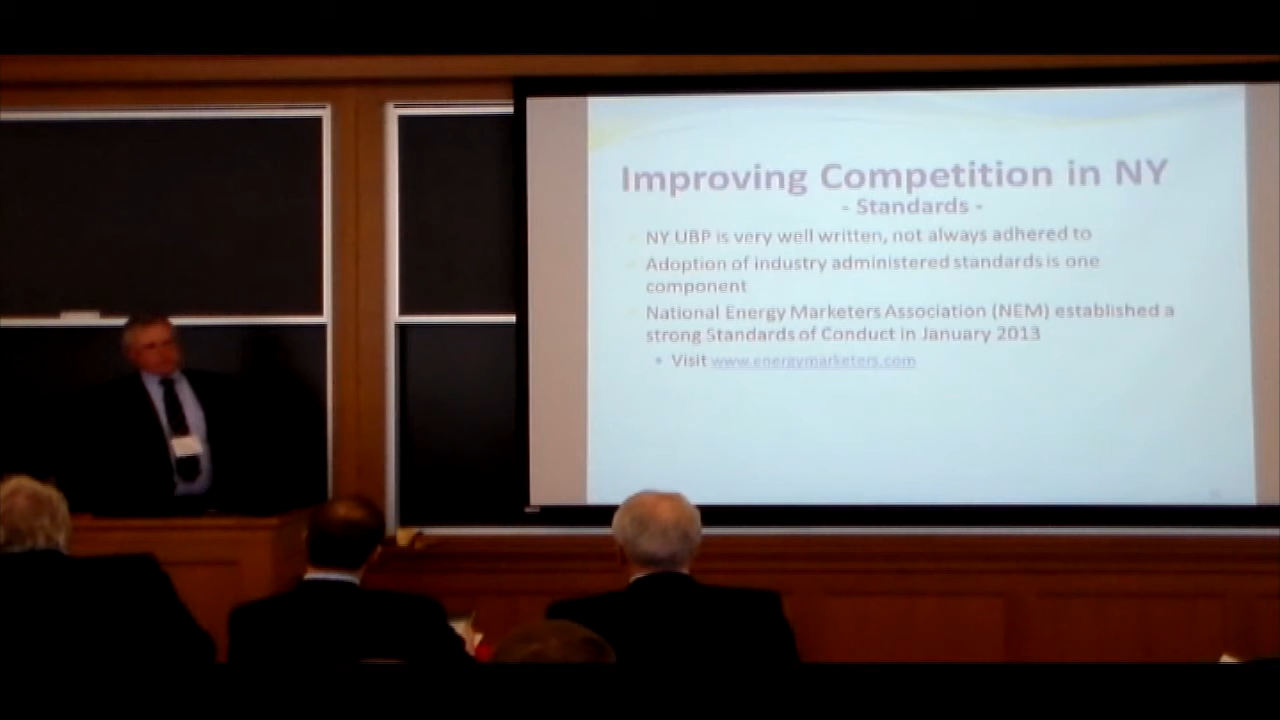 Improving Competition in NY
- Standards -
NY UBP is very well written, not always adhered to
Adoption of industry administered standards is one
component
National Energy Marketers Association (NEM) established a
strong Standards of Conduct in January 2013
• Visit www.energymarketers.com